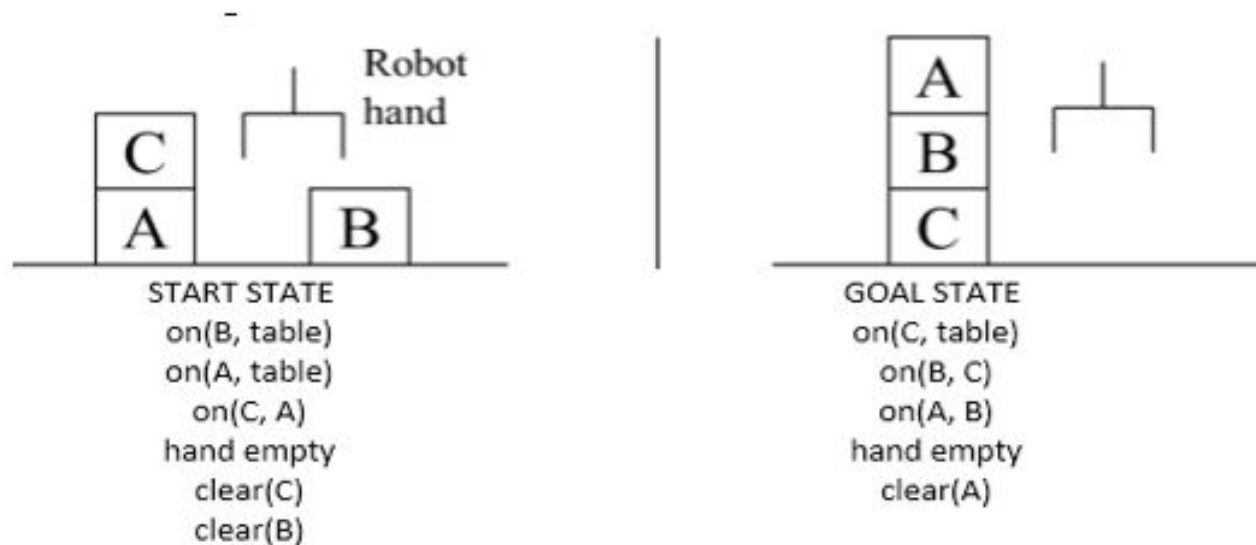 Robot
hand
C
A
B
START STATE
on(B, table)
on(A, table)
on(C, A)
hand empty
clear(C)
clear(B)
A
B
C
GOAL STATE
on(C, table)
on(B, C)
on(A, B)
hand empty
clear(A)